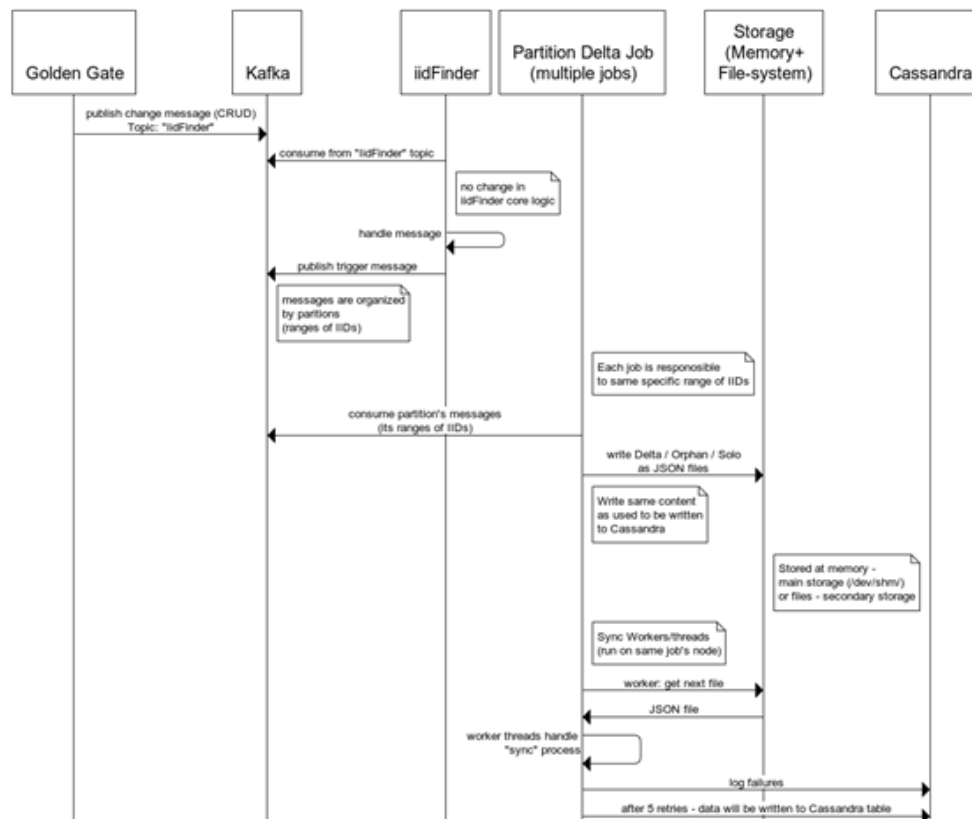 Golden Gate
Kafka
iidFinder
Partition Delta Job
(multiple jobs)
Storage
(Memory+
File-system)
Cassandra
publish change message (CRUD)
Topic: "IidFinder"
consume from "IidFinder" topic
no change in
iidFinder core logic
handle message
publish trigger message
messages are organized
by paritions
(ranges of IIDs)
Each job is responosible
to same specific range of IIDs
consume partition's messages
(its ranges of IIDs)
write Delta / Orphan / Solo
as JSON files
Write same content
as used to be written
to Cassandra
Stored at memory -
main storage (/dev/shm/)
or files - secondary storage
Sync Workers/threads
(run on same job's node)
worker: get next file
JSON file
worker threads handle
"sync" process
log failures
after 5 retries - data will be written to Cassandra table